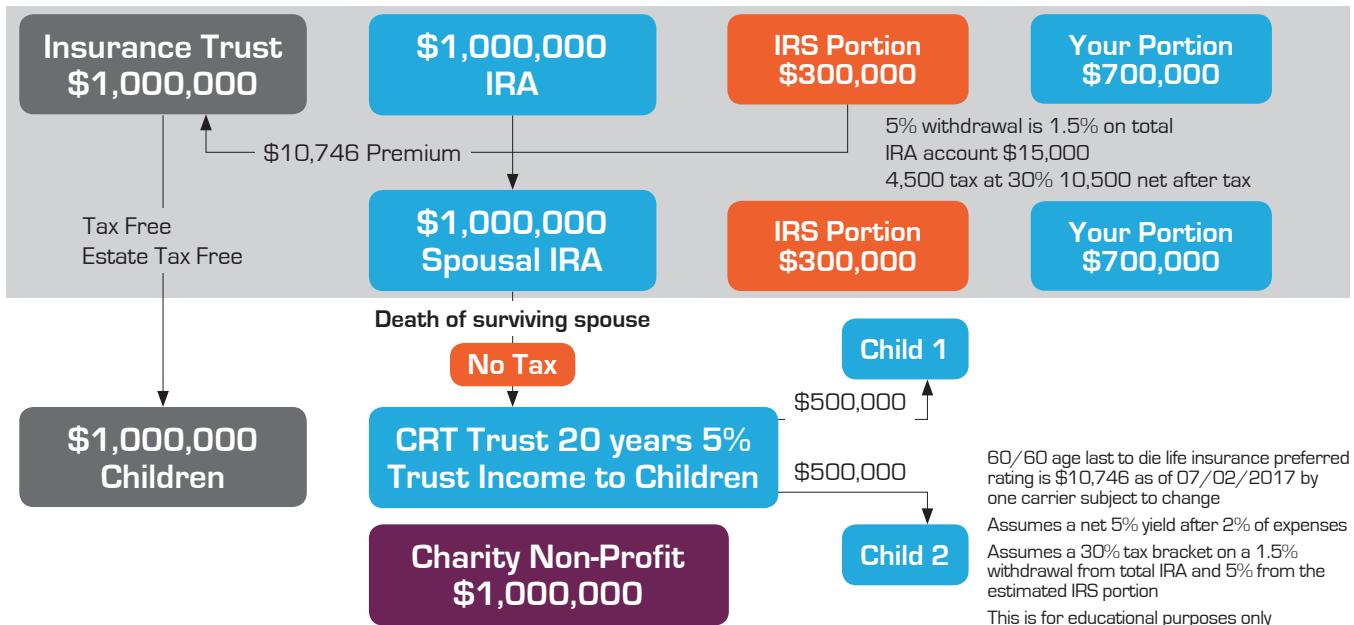 Insurance Trust
$1,000,000
$1,000,000
IRA
IRS Portion
$300,000
Your Portion
$700,000
$10,746 Premium
5% withdrawal is 1.5% on total
IRA account $15,000
4,500 tax at 30% 10,500 net after tax
Tax Free
Estate Tax Free
$1,000,000
Spousal IRA
IRS Portion
$300,000
Your Portion
$700,000
Death of surviving spouse
No Tax
Child 1
$500,000
$1,000,000
Children
CRT Trust 20 years 5%
Trust Income to Children
$500,000
Child 2
Charity Non-Profit
$1,000,000
60/60 age last to die life insurance preferred
rating is $10,746 as of 07/02/2017 by
one carrier subject to change
Assumes a net 5% yield after 2% of expenses
Assumes a 30% tax bracket on a 1.5%
withdrawal from total IRA and 5% from the
estimated IRS portion
This is for educational purposes only